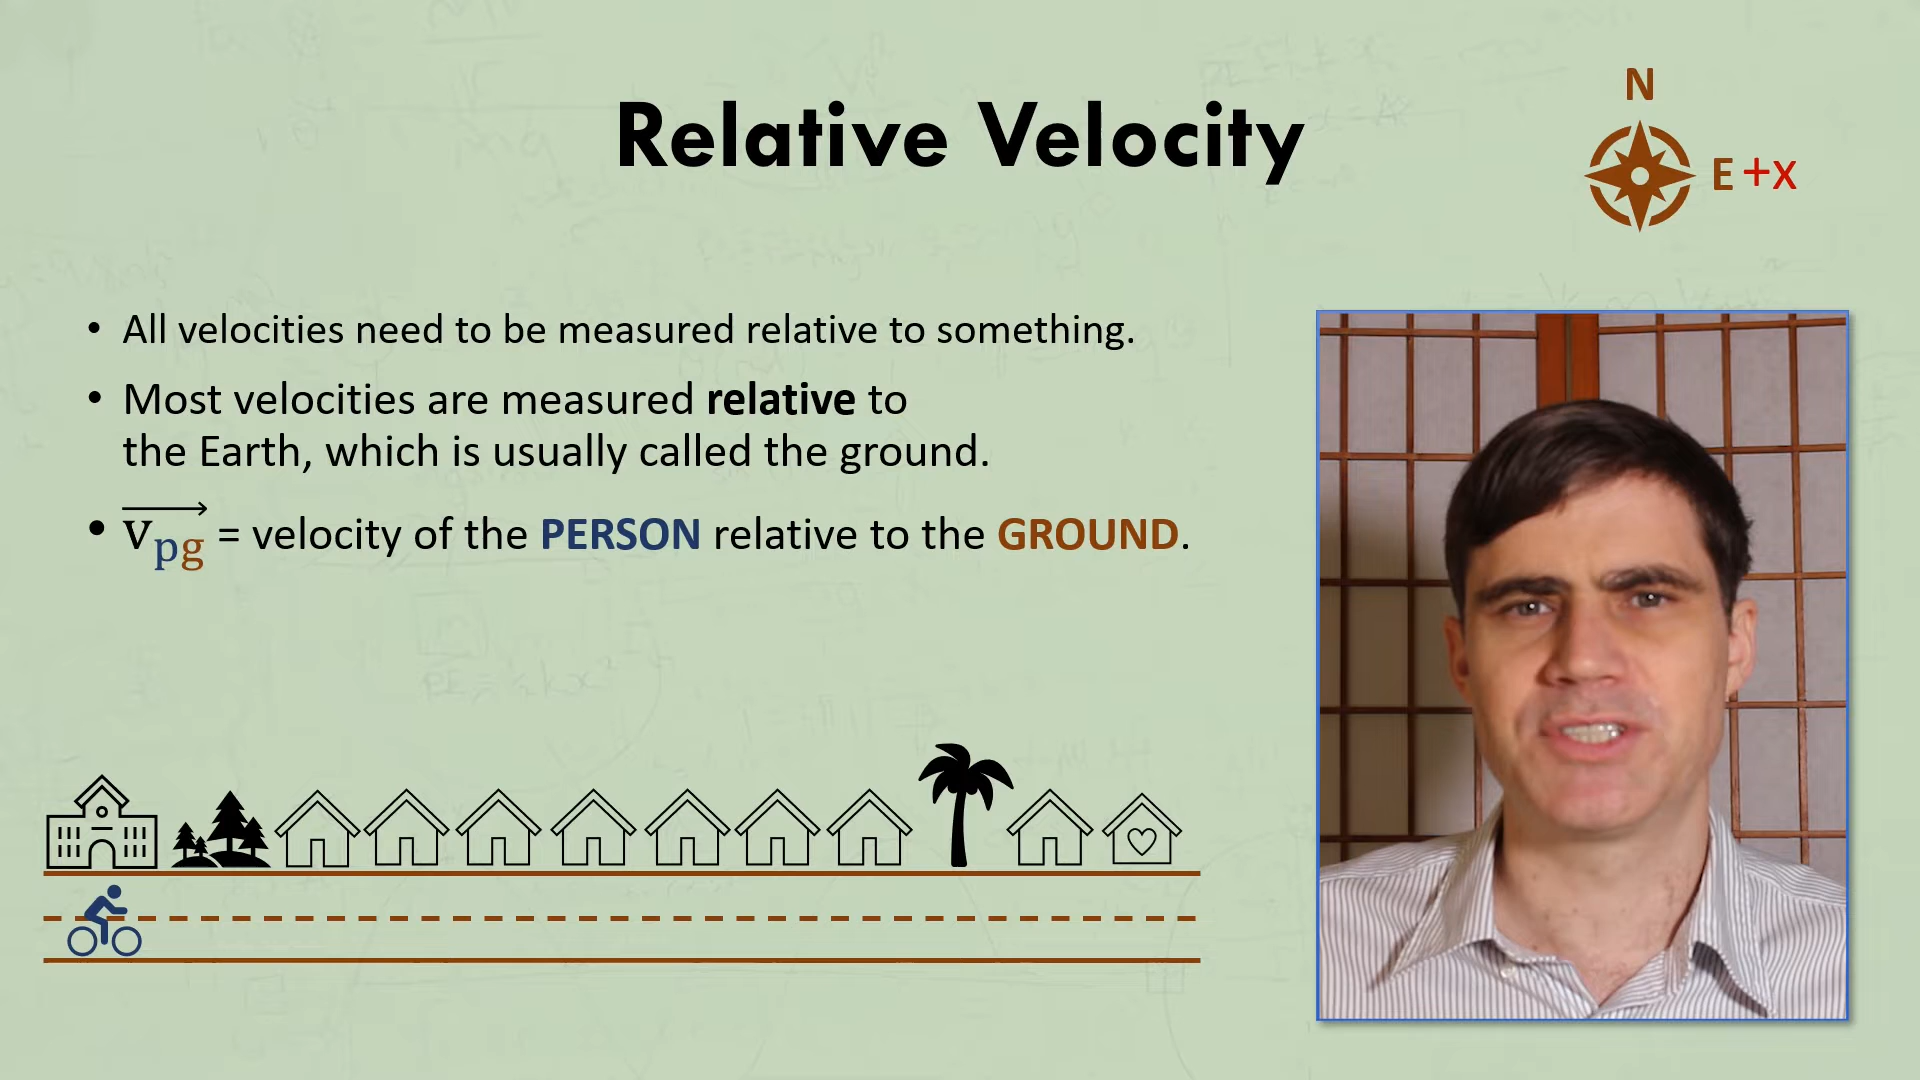 Relative Velocity
N
E +x
• All velocities need to be measured relative to something.
• Most velocities are measured relative to
the Earth, which is usually called the ground.
• v⃗pg = velocity of the PERSON relative to the GROUND.